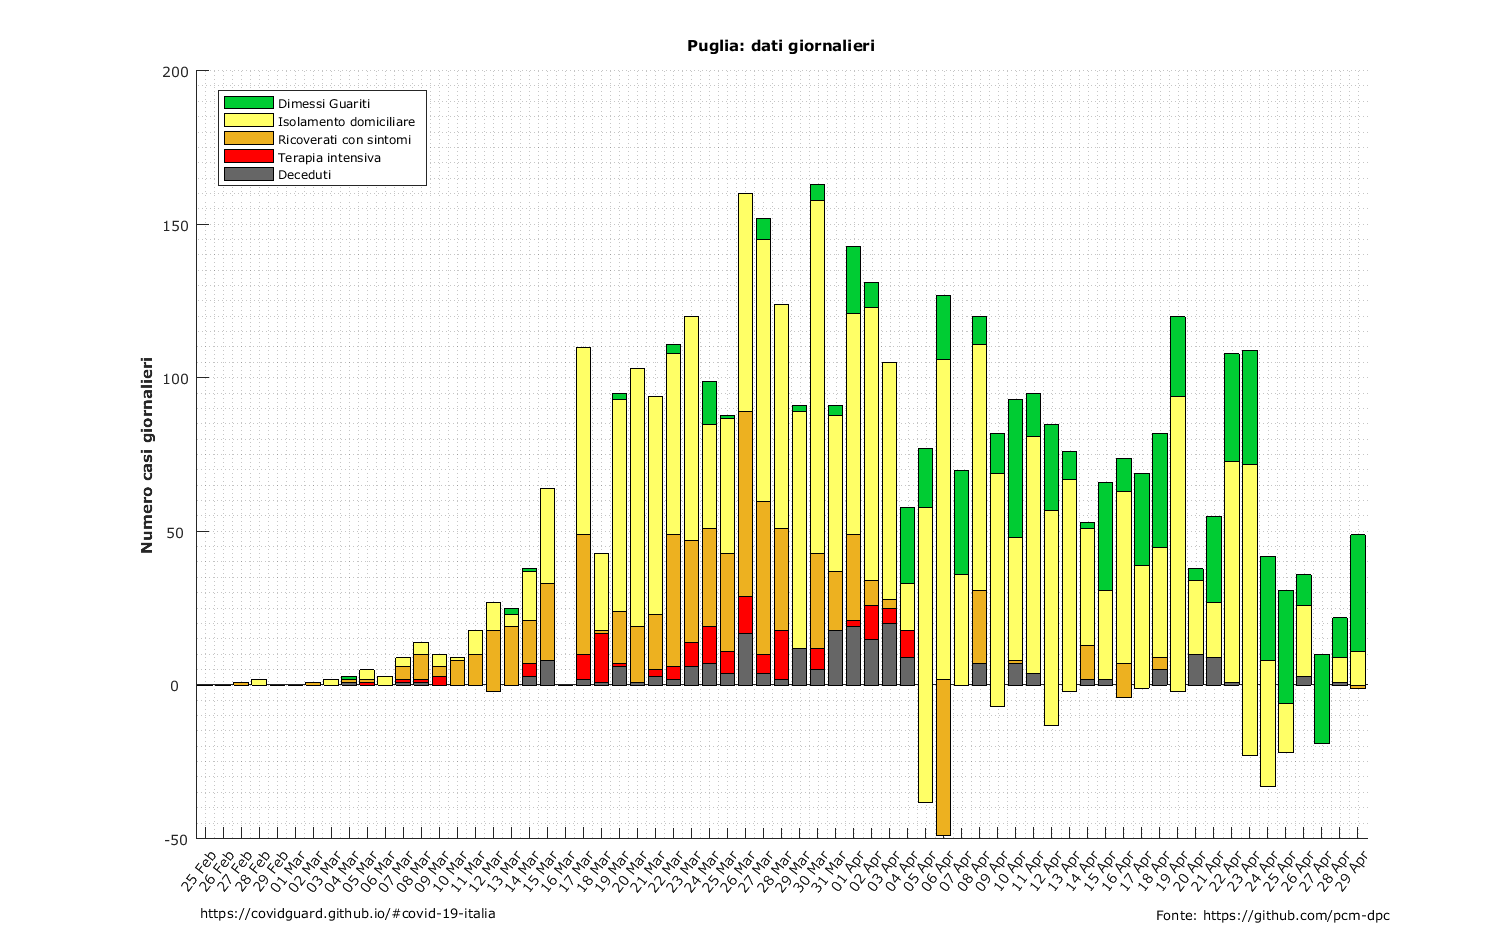 Puglia: dati giornalieri
200
150
100
50
0
-50
Numero casi giornalieri
Dimessi Guariti
Isolamento domiciliare
Ricoverati con sintomi
Terapia intensiva
Deceduti
25 Feb
26 Feb
27 Feb
28 Feb
29 Feb
01 Mar
02 Mar
03 Mar
04 Mar
05 Mar
06 Mar
07 Mar
08 Mar
09 Mar
10 Mar
11 Mar
12 Mar
13 Mar
14 Mar
15 Mar
16 Mar
17 Mar
18 Mar
19 Mar
20 Mar
21 Mar
22 Mar
23 Mar
24 Mar
25 Mar
26 Mar
27 Mar
28 Mar
29 Mar
30 Mar
31 Mar
01 Apr
02 Apr
03 Apr
04 Apr
05 Apr
06 Apr
07 Apr
08 Apr
09 Apr
10 Apr
11 Apr
12 Apr
13 Apr
14 Apr
15 Apr
16 Apr
17 Apr
18 Apr
19 Apr
20 Apr
21 Apr
22 Apr
23 Apr
24 Apr
25 Apr
26 Apr
27 Apr
28 Apr
29 Apr
https://covidguard.github.io/#covid-19-italia
Fonte: https://github.com/pcm-dpc